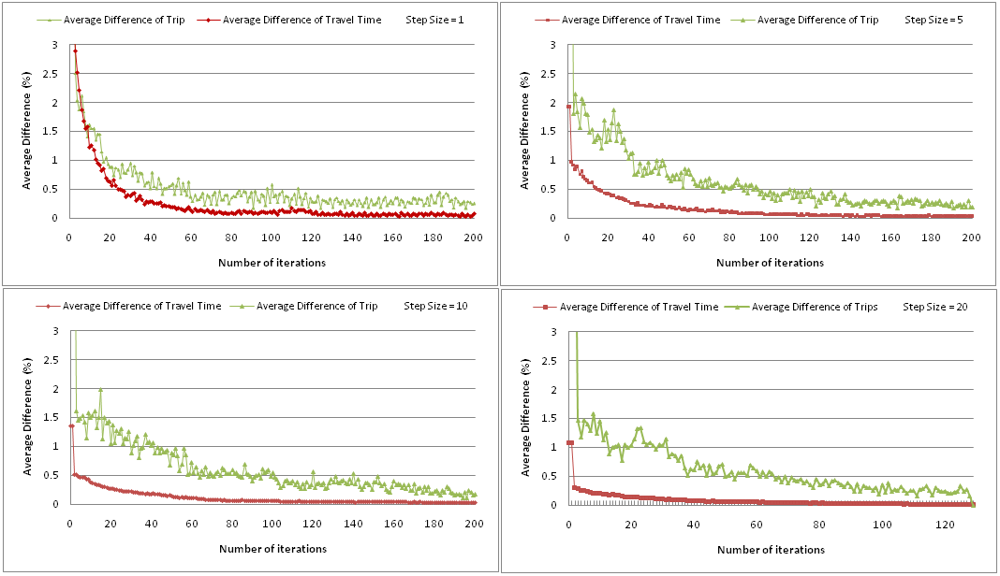 Average Difference of Trip Average Difference of Travel Time Step Size = 1
3
2.5
2
1.5
1
0.5
0
Average Difference (%)
0 20 40 60 80 100 120 140 160 180 200
Number of iterations
Average Difference of Travel Time Average Difference of Trip Step Size = 5
3
2.5
2
1.5
1
0.5
0
Average Difference (%)
0 20 40 60 80 100 120 140 160 180 200
Number of iterations
Average Difference of Travel Time Average Difference of Trip Step Size = 10
3
2.5
2
1.5
1
0.5
0
Average Difference (%)
0 20 40 60 80 100 120 140 160 180 200
Number of iterations
Average Difference of Travel Time Average Difference of Trips Step Size = 20
3
2.5
2
1.5
1
0.5
0
Average Difference (%)
0 20 40 60 80 100 120
Number of iterations